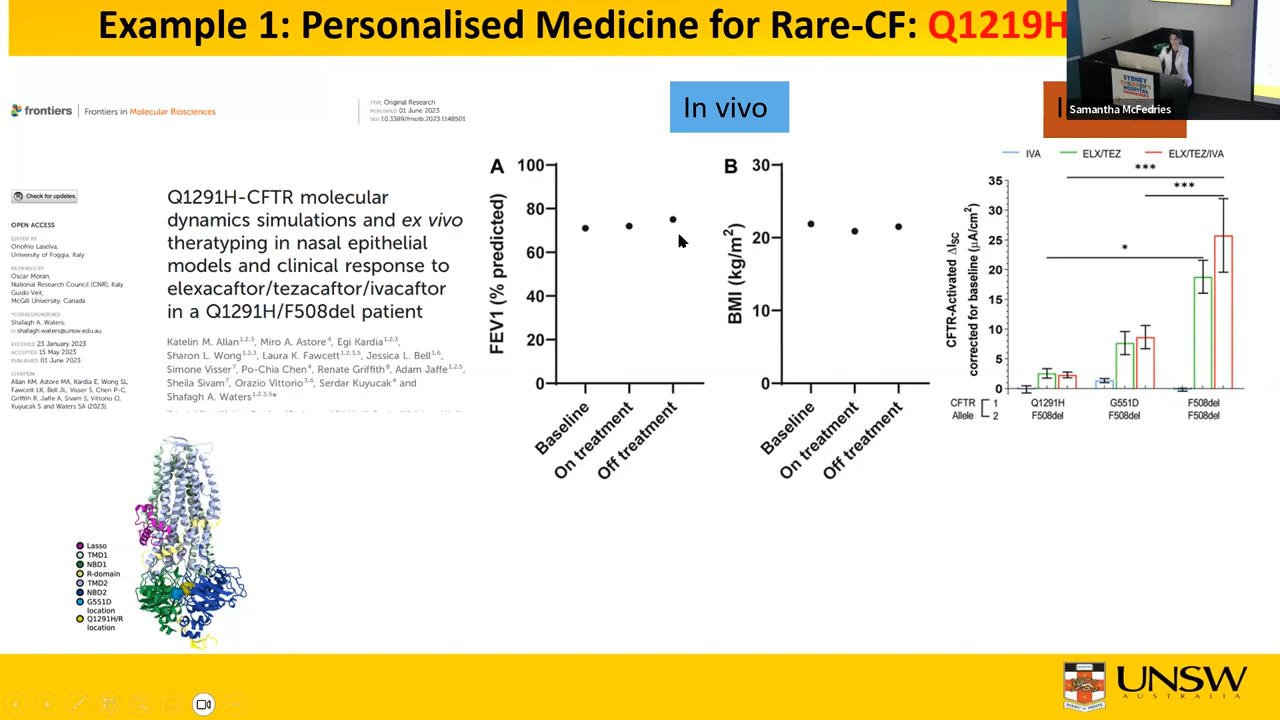 Example 1: Personalised Medicine for Rare-CF: Q1219H
frontiers | Frontiers in Molecular Biosciences
TYPE Original Research
PUBLISHED 01 June 2023
DOI 10.3389/fmolb.2023.1148501
In vivo
SYDNEY
CHILDREN'S
HOSPITAL
Samantha McFedries
Check for updates
OPEN ACCESS
EDITED BY
Onofrio Laselva,
University of Foggia, Italy
REVIEWED BY
Oscar Moran,
National Research Council (CNR), Italy
Guido Veit,
McGill University, Canada
*CORRESPONDENCE
Shafagh A. Waters,
shafagh.waters@unsw.edu.au
RECEIVED 23 January 2023
ACCEPTED 15 May 2023
PUBLISHED 01 June 2023
CITATION
Allan KM, Astore MA, Kardia E, Wong SL,
Fawcett LK, Bell JL, Visser S, Chen P-C,
Griffith R, Jaffe A, Sivam S, Vittorio O,
Kuyucak S and Waters SA (2023),
Q1291H-CFTR molecular
dynamics simulations and ex vivo
theratyping in nasal epithelial
models and clinical response to
elexacaftor/tezacaftor/ivacaftor
in a Q1291H/F508del patient
Katelin M. Allan1,2,3, Miro A. Astore4, Egi Kardia1,2,3,
Sharon L. Wong1,2,3, Laura K. Fawcett1,2,3,5, Jessica L. Bell1,6,
Simone Visser7, Po-Chia Chen4, Renate Griffith8, Adam Jaffe1,2,5,
Sheila Sivam7, Orazio Vittorio3,6, Serdar Kuyucak4 and
Shafagh A. Waters1,2,3,5*
A
FEV1 (% predicted)
100
80
60
40
20
0
Baseline
On treatment
Off treatment
B
BMI (kg/m2)
30
20
10
0
Baseline
On treatment
Off treatment
IVA ELX/TEZ ELX/TEZ/IVA
***
***
*
CFTR-Activated ΔISC
corrected for baseline (μA/cm2)
35
30
25
20
15
10
5
0
CFTR 1 Q1291H G551D F508del
Allele 2 F508del F508del F508del
Lasso
TMD1
NBD1
R-domain
TMD2
NBD2
G551D
location
Q1291H/R
location
UNSW
AUSTRALIA